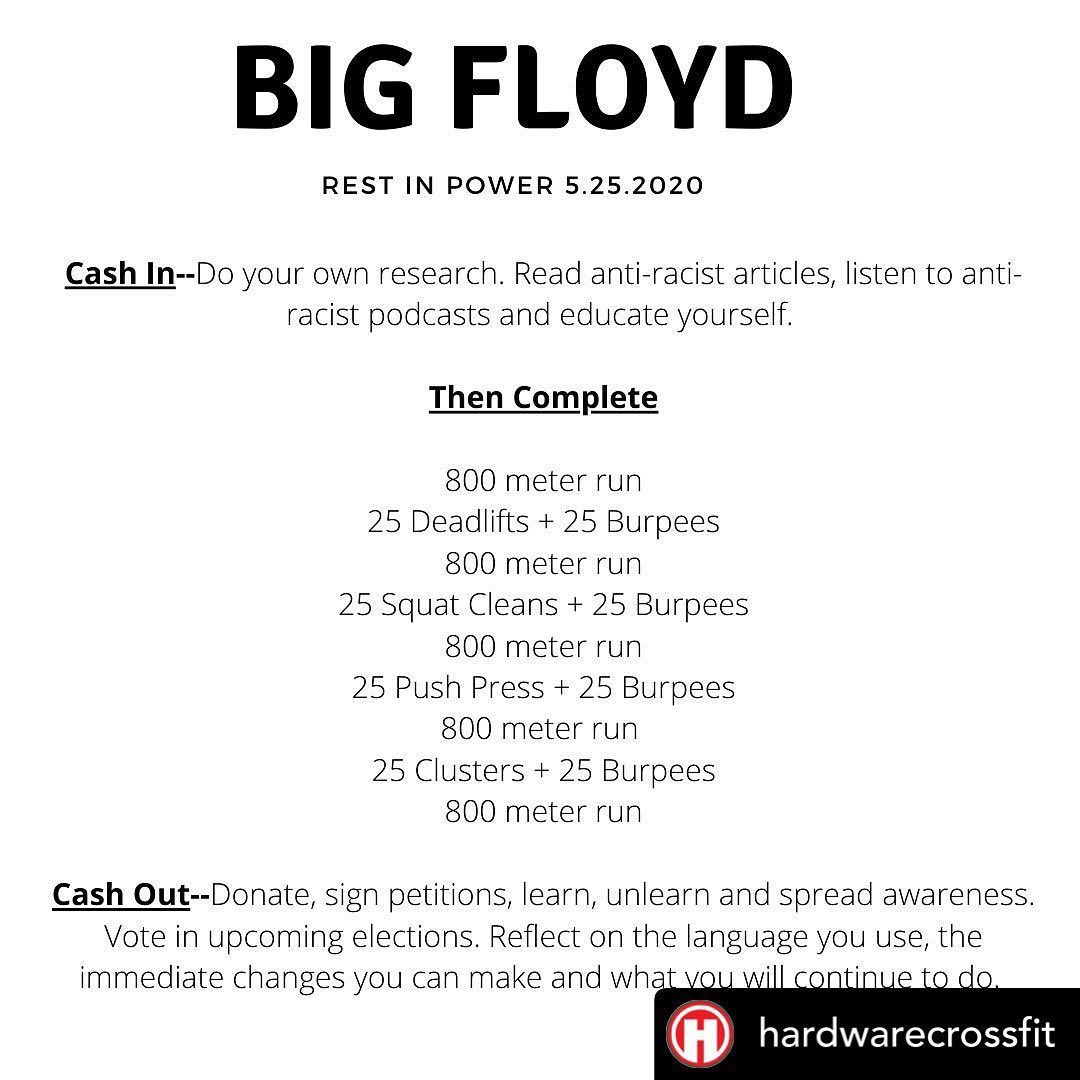 BIG FLOYD
REST IN POWER 5.25.2020
Cash In--Do your own research. Read anti-racist articles, listen to anti-
racist podcasts and educate yourself.
Then Complete
800 meter run
25 Deadlifts + 25 Burpees
800 meter run
25 Squat Cleans + 25 Burpees
800 meter run
25 Push Press + 25 Burpees
800 meter run
25 Clusters + 25 Burpees
800 meter run
Cash Out--Donate, sign petitions, learn, unlearn and spread awareness.
Vote in upcoming elections. Reflect on the language you use, the
immediate changes you can make and what you will continue to do.
H hardwarecrossfit